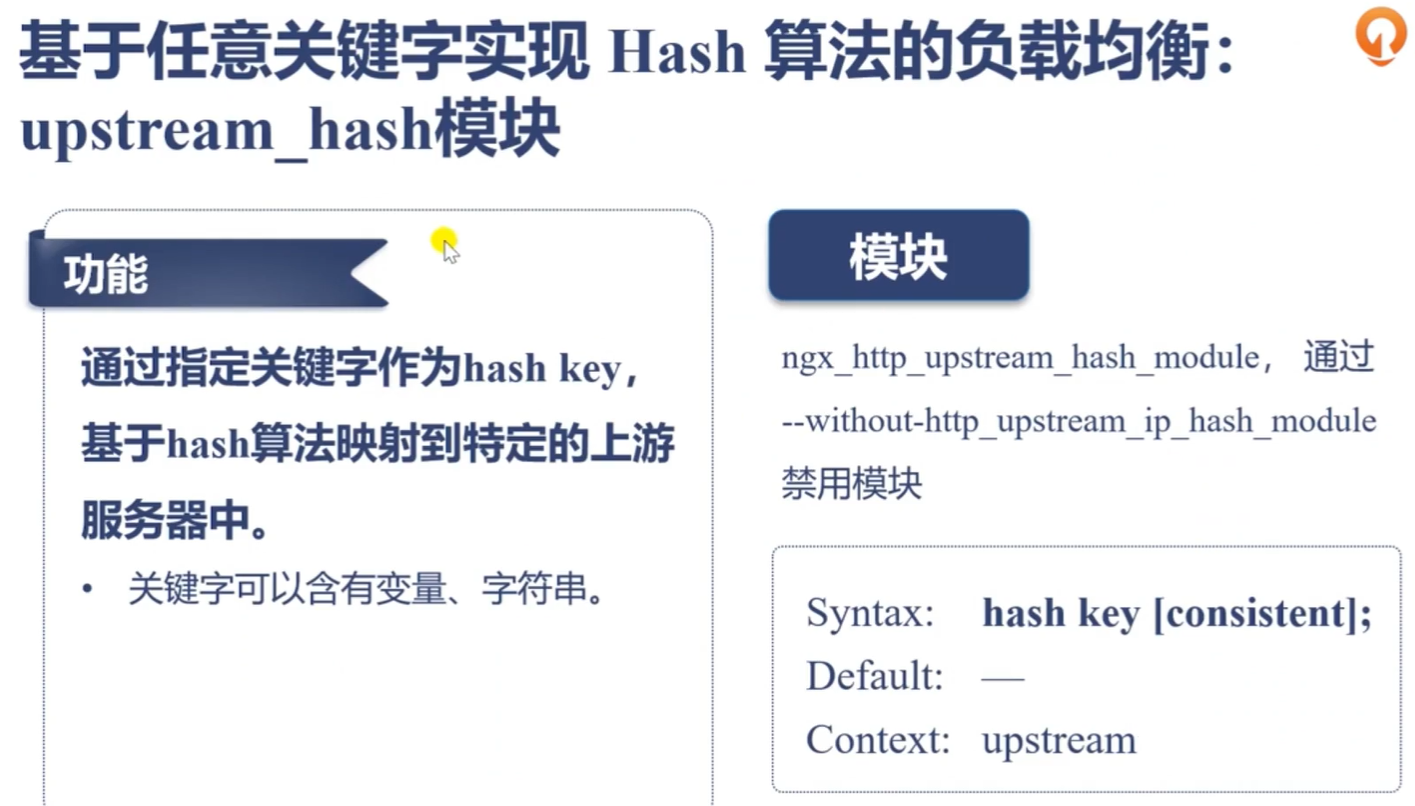 基于任意关键字实现 Hash 算法的负载均衡：
upstream_hash模块
功能
通过指定关键字作为hash key，
基于hash算法映射到特定的上游
服务器中。
• 关键字可以含有变量、字符串。
模块
ngx_http_upstream_hash_module， 通过
--without-http_upstream_ip_hash_module
禁用模块
Syntax: hash key [consistent];
Default: —
Context: upstream